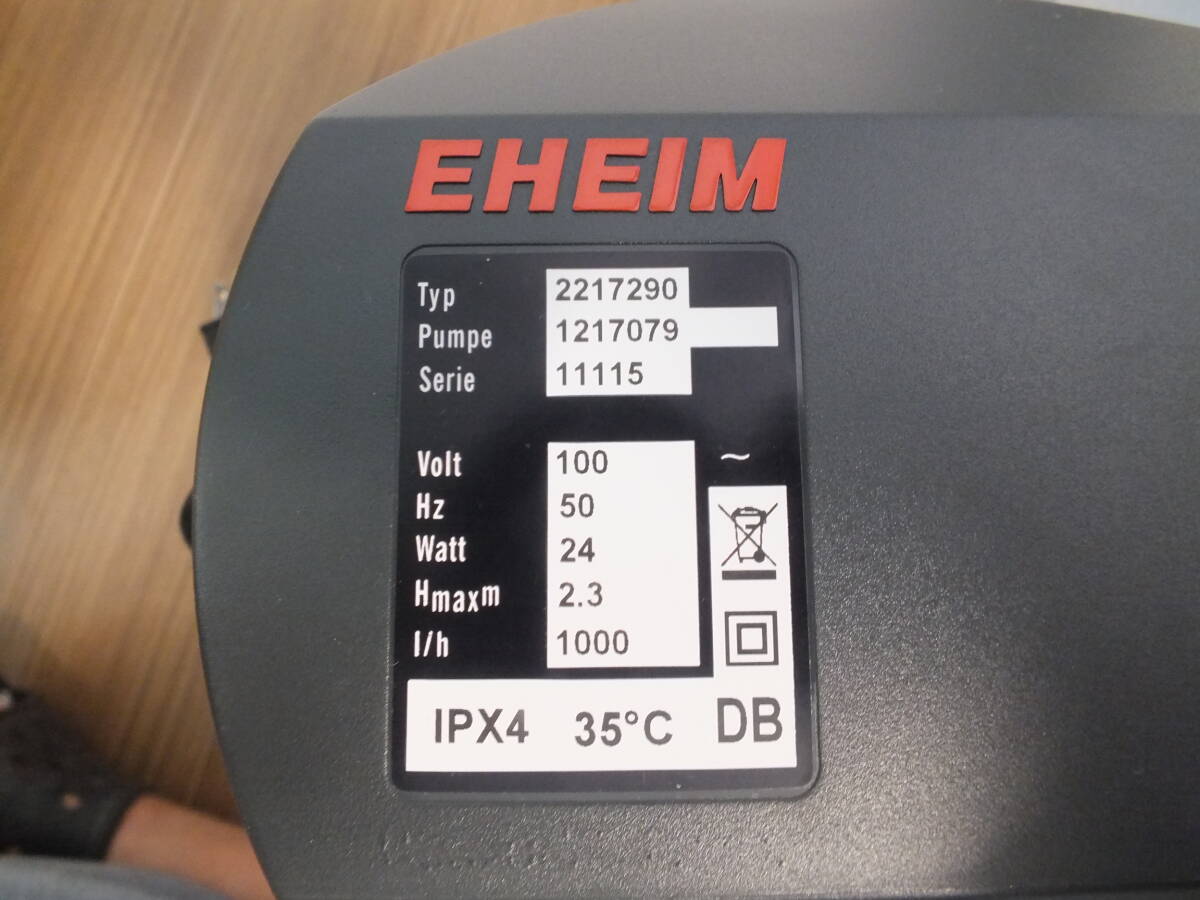 EHEIM
Typ 2217290
Pumpe 1217079
Serie 11115
Volt 100 ~
Hz 50
Watt 24
Hmaxm 2.3
l/h 1000
IPX4 35°C DB